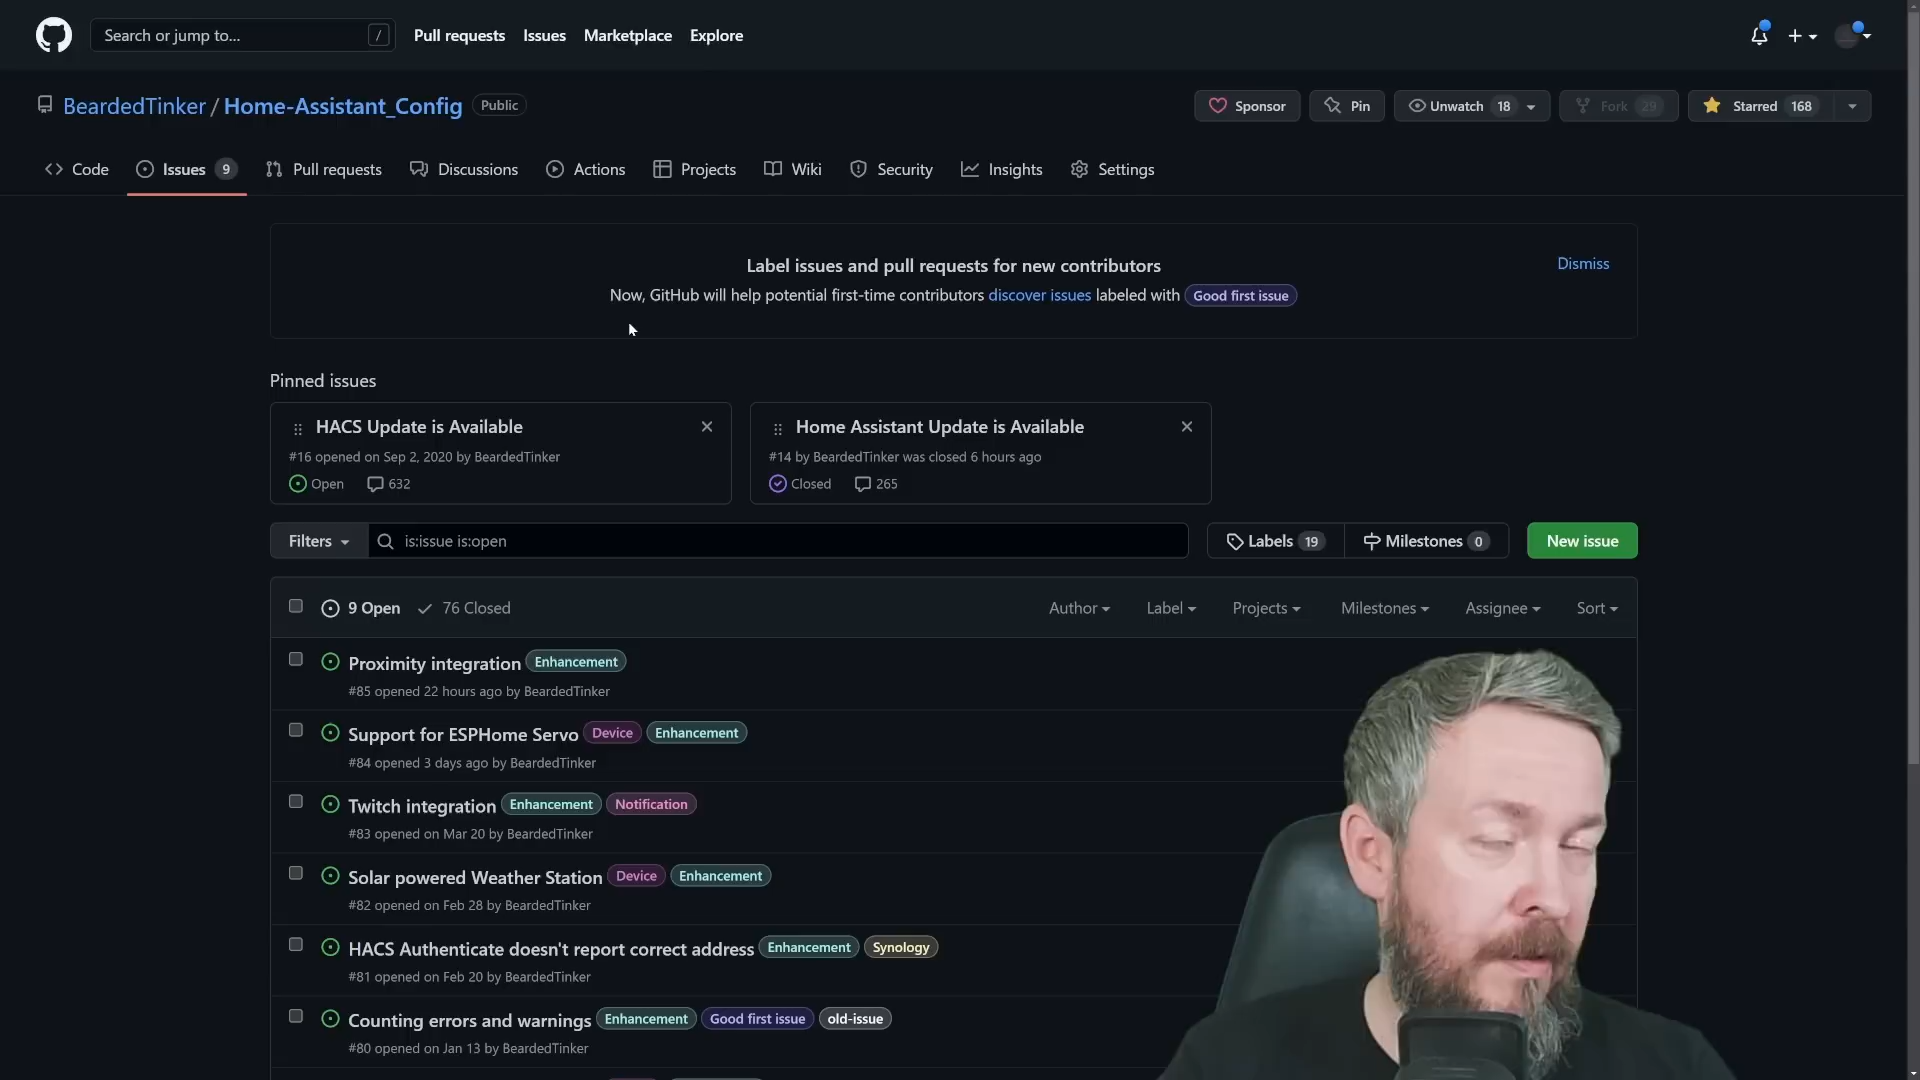 Search or jump to...
/
Pull requests
Issues
Marketplace
Explore
BeardedTinker / Home-Assistant_Config
Public
Sponsor
Pin
Unwatch 18
Fork 29
Starred 168
Code
Issues 9
Pull requests
Discussions
Actions
Projects
Wiki
Security
Insights
Settings
Label issues and pull requests for new contributors
Dismiss
Now, GitHub will help potential first-time contributors discover issues labeled with Good first issue
Pinned issues
HACS Update is Available
#16 opened on Sep 2, 2020 by BeardedTinker
Open 632
Home Assistant Update is Available
#14 by BeardedTinker was closed 6 hours ago
Closed 265
Filters
is:issue is:open
Labels 19
Milestones 0
New issue
9 Open
76 Closed
Author
Label
Projects
Milestones
Assignee
Sort
Proximity integration Enhancement
#85 opened 22 hours ago by BeardedTinker
Support for ESPHome Servo Device Enhancement
#84 opened 3 days ago by BeardedTinker
Twitch integration Enhancement Notification
#83 opened on Mar 20 by BeardedTinker
Solar powered Weather Station Device Enhancement
#82 opened on Feb 28 by BeardedTinker
HACS Authenticate doesn't report correct address Enhancement Synology
#81 opened on Feb 20 by BeardedTinker
Counting errors and warnings Enhancement Good first issue old-issue
#80 opened on Jan 13 by BeardedTinker